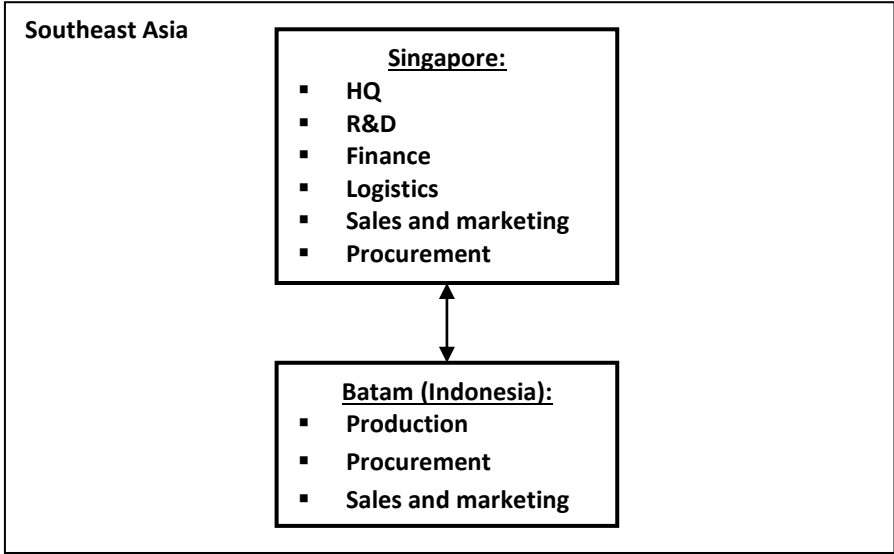 Southeast Asia
Singapore:
▪ HQ
▪ R&D
▪ Finance
▪ Logistics
▪ Sales and marketing
▪ Procurement
Batam (Indonesia):
▪ Production
▪ Procurement
▪ Sales and marketing